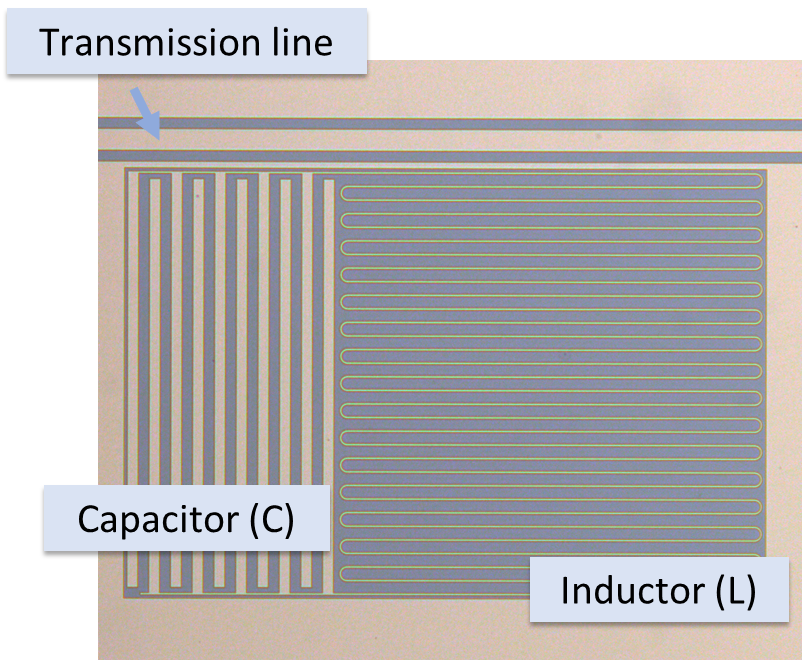 Transmission line
Capacitor (C)
Inductor (L)